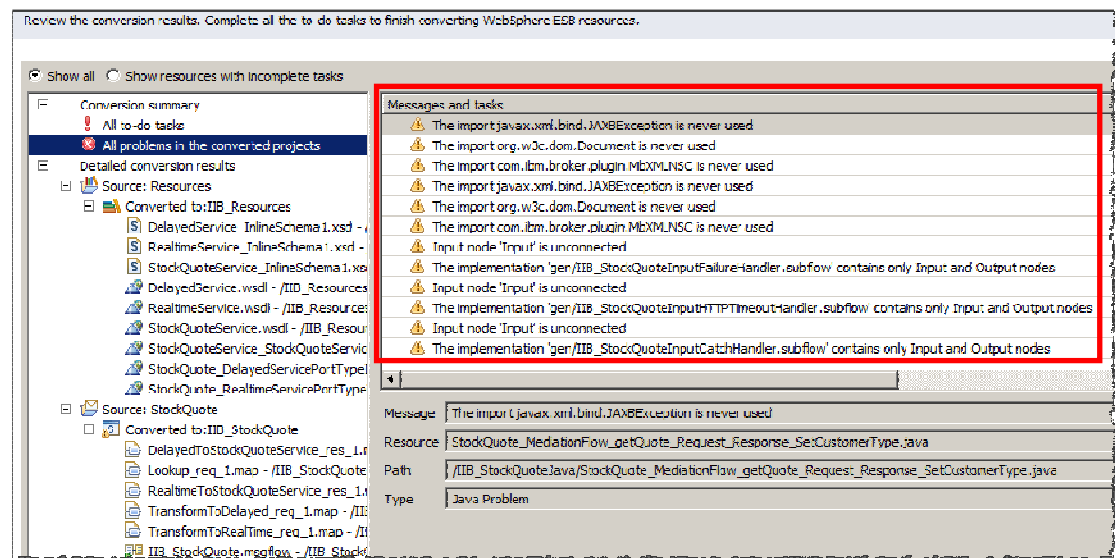 Review the conversion results. Complete all the to-do tasks to finish converting WebSphere ESB resources.
Show all Show resources with incomplete tasks
Conversion summary
All to-do tasks
All problems in the converted projects
Detailed conversion results
Source: Resources
Converted to:IIB_Resources
DelayedService_InlineSchema1.xsd - /
RealtimeService_InlineSchema1.xsd -
StockQuoteService_InlineSchema1.xs
DelayedService.wsdl - /IIB_Resources
RealtimeService.wsdl - /IIB_Resources
StockQuoteService.wsdl - /IIB_Resour
StockQuoteService_StockQuoteServic
StockQuote_DelayedServicePortTypeI
StockQuote_RealtimeServicePortType
Source: StockQuote
Converted to:IIB_StockQuote
DelayedToStockQuoteService_res_1.r
Lookup_req_1.map - /IIB_StockQuote
RealtimeToStockQuoteService_res_1.r
TransformToDelayed_req_1.map - /II
TransformToRealTime_req_1.map - /II
IIB_StockQuote.msgflow - /IIB_Stock
Messages and tasks
The import javax.xml.bind.JAXBException is never used
The import org.w3c.dom.Document is never used
The import com.ibm.broker.plugin.MbXMLNSC is never used
The import javax.xml.bind.JAXBException is never used
The import org.w3c.dom.Document is never used
The import com.ibm.broker.plugin.MbXMLNSC is never used
Input node 'Input' is unconnected
The implementation 'gen/IIB_StockQuoteInputFailureHandler.subflow' contains only Input and Output nodes
Input node 'Input' is unconnected
The implementation 'gen/IIB_StockQuoteInputHTTPTimeoutHandler.subflow' contains only Input and Output nodes
Input node 'Input' is unconnected
The implementation 'gen/IIB_StockQuoteInputCatchHandler.subflow' contains only Input and Output nodes
Message The import javax.xml.bind.JAXBException is never used
Resource StockQuote_MediationFlow_getQuote_Request_Response_SetCustomerType.java
Path /IIB_StockQuoteJava/StockQuote_MediationFlow_getQuote_Request_Response_SetCustomerType.java
Type Java Problem